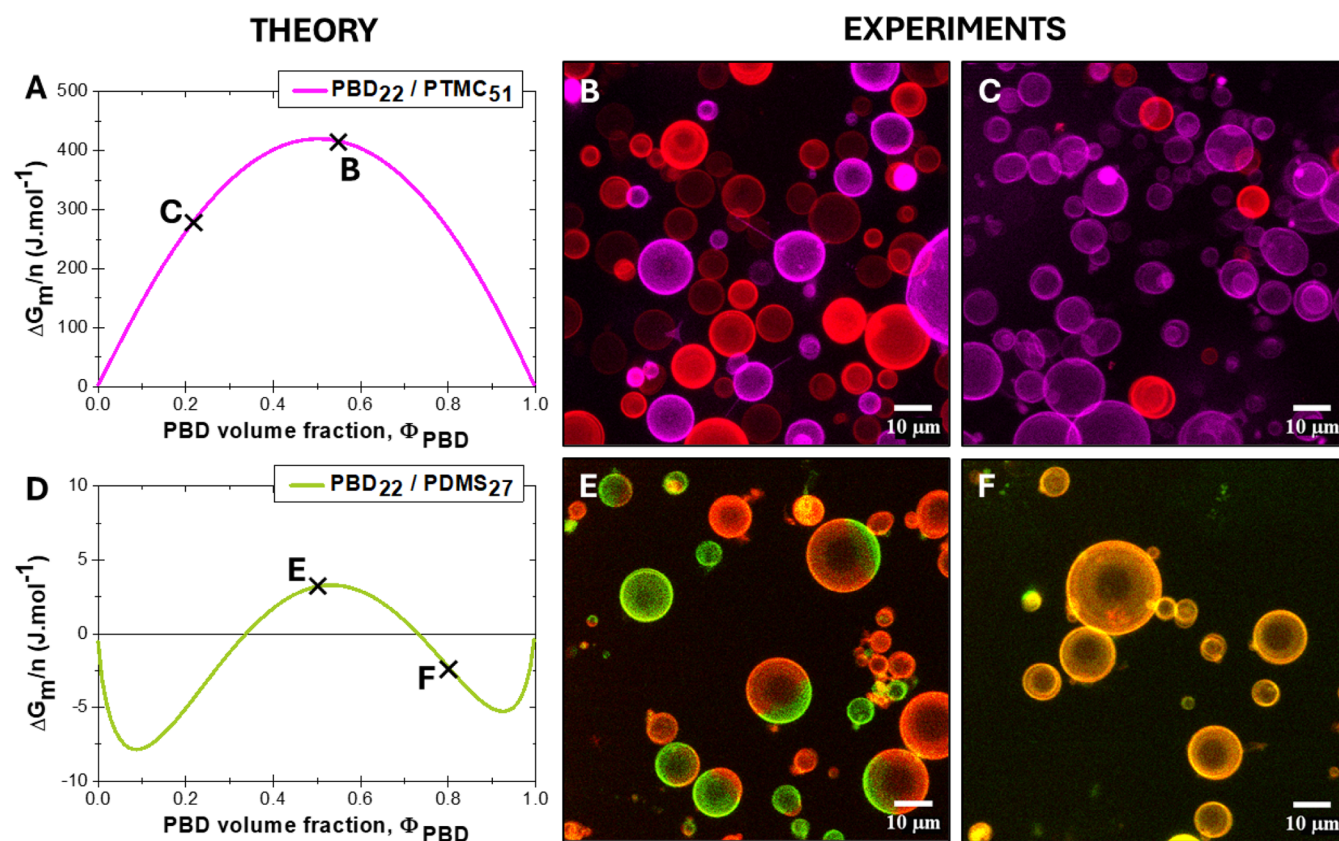 THEORY
EXPERIMENTS
A
PBD22 / PTMC51
500
400
300
200
100
0
ΔGm/n (J.mol-1)
B
C
0.0 0.2 0.4 0.6 0.8 1.0
PBD volume fraction, ΦPBD
B
10 μm
C
10 μm
D
PBD22 / PDMS27
10
5
0
-5
-10
ΔGm/n (J.mol-1)
E
F
0.0 0.2 0.4 0.6 0.8 1.0
PBD volume fraction, ΦPBD
E
10 μm
F
10 μm